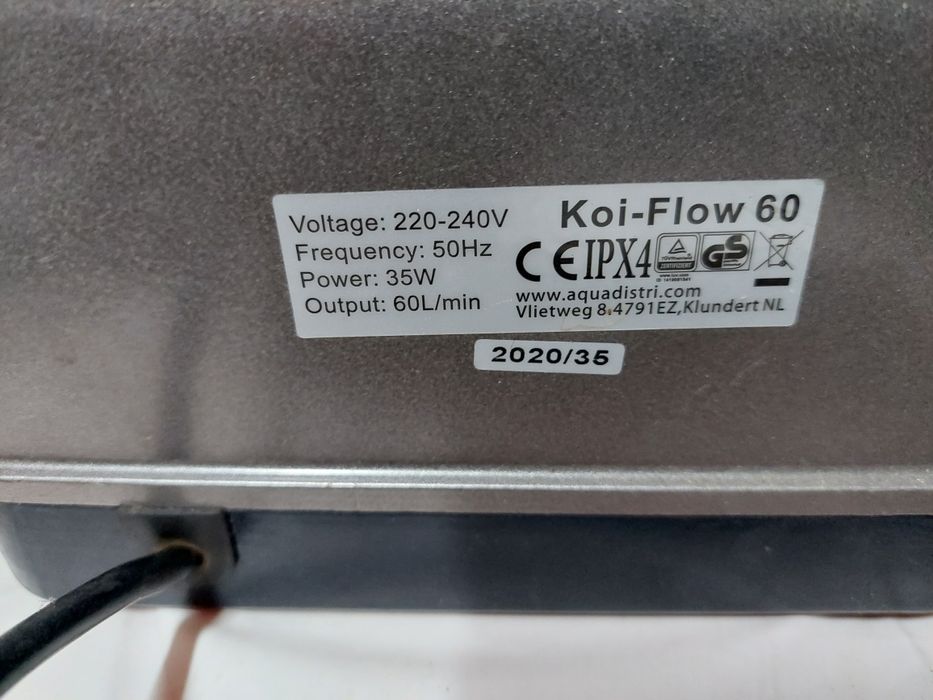 Voltage: 220-240V
Frequency: 50Hz
Power: 35W
Output: 60L/min
Koi-Flow 60
CE IPX4
ZERTIFIZIERT
GS
www.aquadistri.com
Vlietweg 8,4791EZ,Klundert NL
2020/35